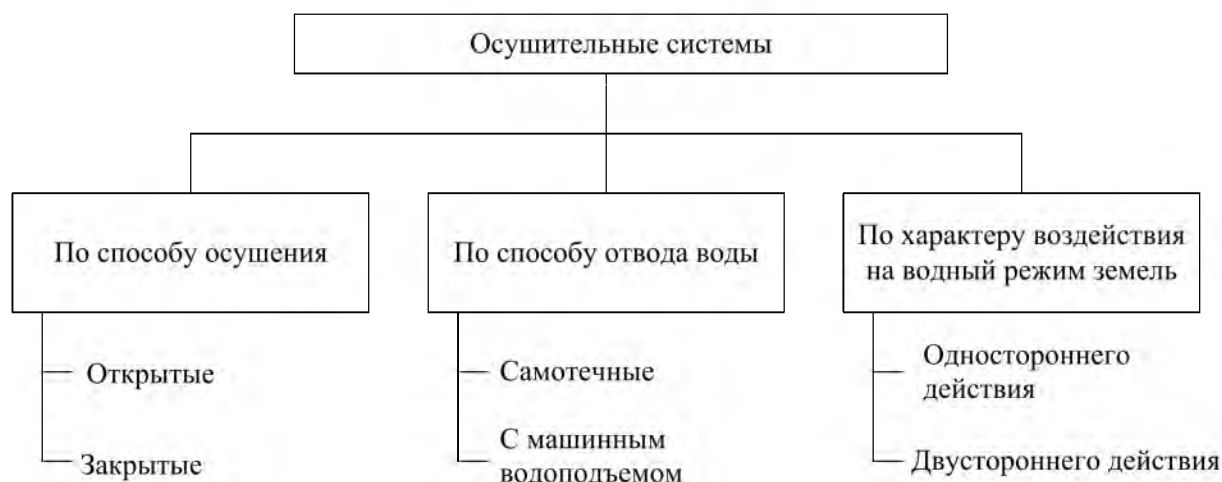 Осушительные системы
По способу осушения
Открытые
Закрытые
По способу отвода воды
Самотечные
С машинным
водоподъемом
По характеру воздействия
на водный режим земель
Одностороннего
действия
Двустороннего действия